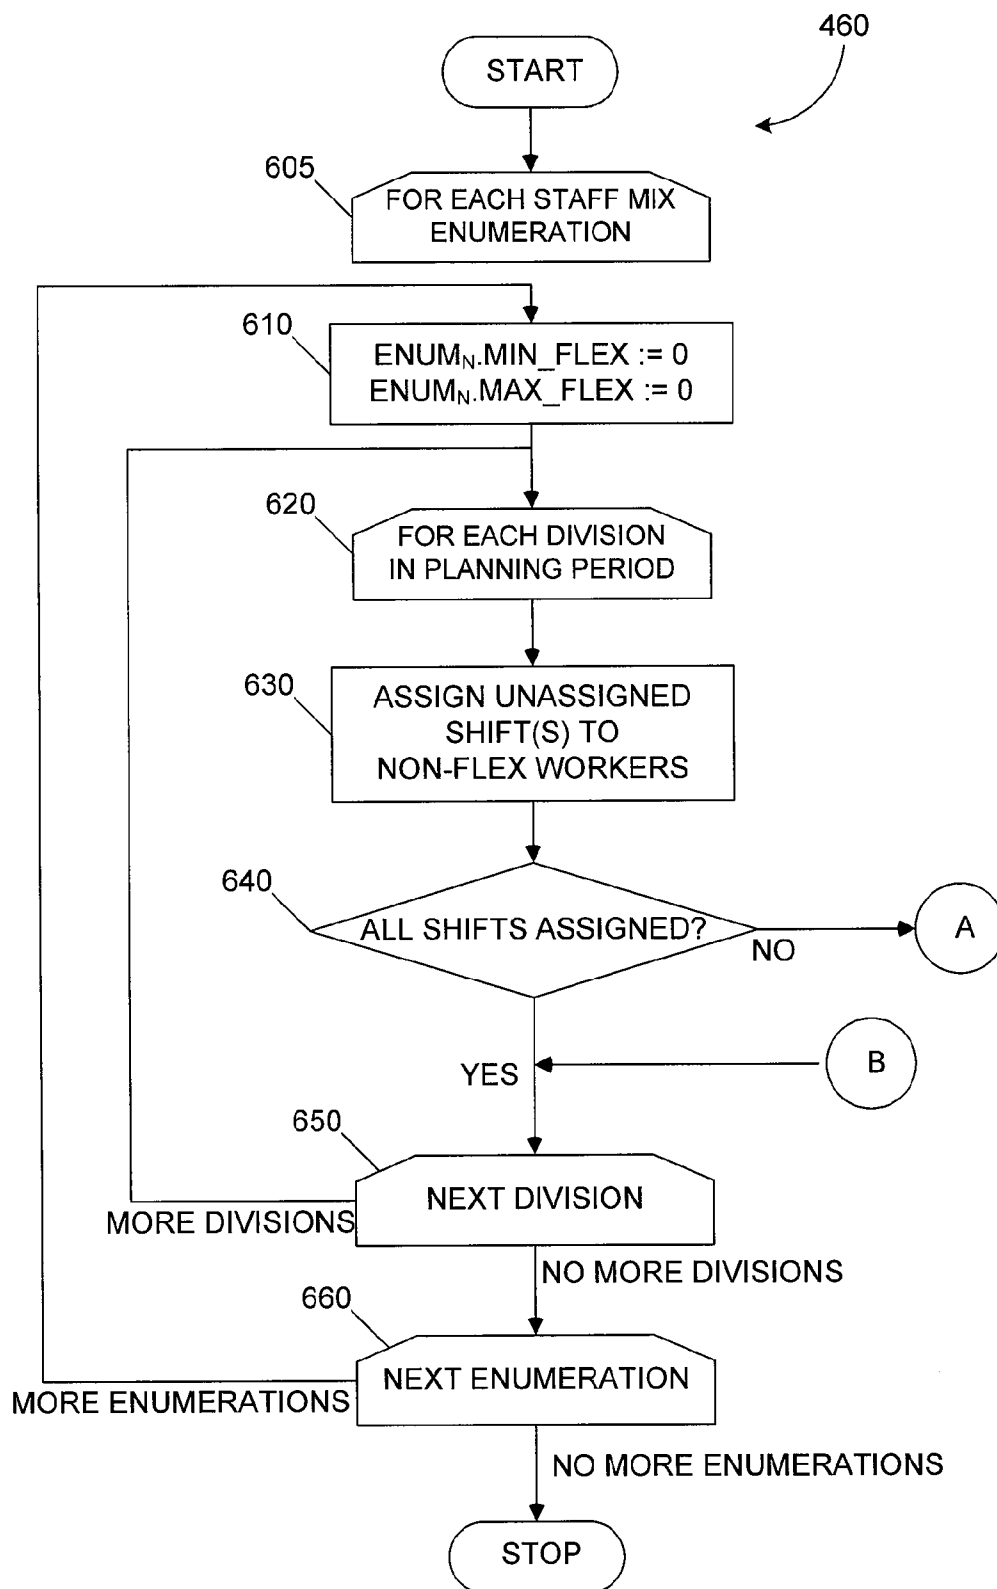 460
START
605
FOR EACH STAFF MIX
ENUMERATION
610
ENUMN.MIN_FLEX := 0
ENUMN.MAX_FLEX := 0
620
FOR EACH DIVISION
IN PLANNING PERIOD
630
ASSIGN UNASSIGNED
SHIFT(S) TO
NON-FLEX WORKERS
640
ALL SHIFTS ASSIGNED?
NO
A
YES
B
650
NEXT DIVISION
MORE DIVISIONS
NO MORE DIVISIONS
660
NEXT ENUMERATION
MORE ENUMERATIONS
NO MORE ENUMERATIONS
STOP